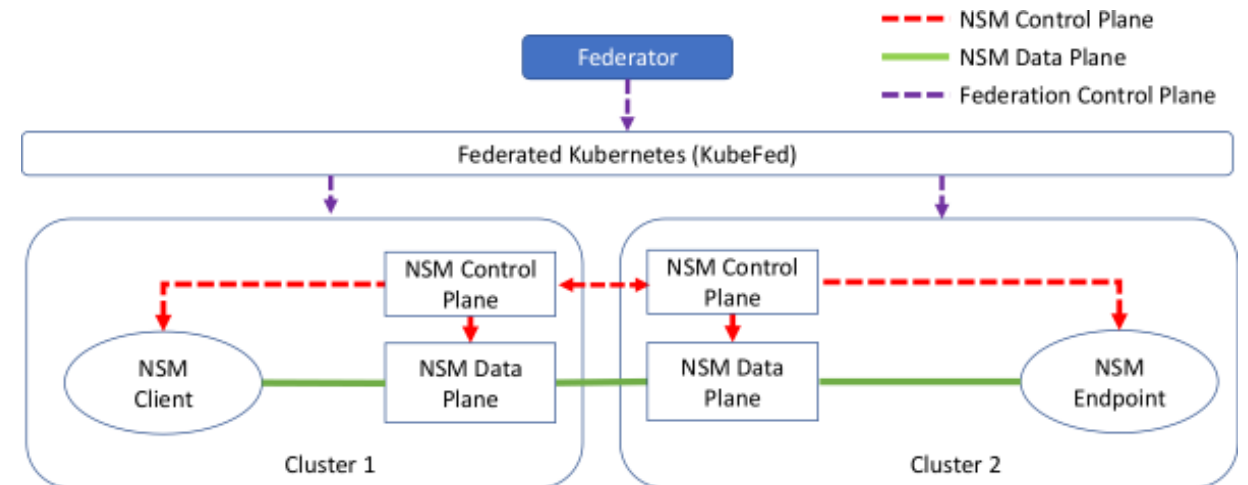 NSM Control Plane
NSM Data Plane
Federation Control Plane
Federator
Federated Kubernetes (KubeFed)
NSM Control
Plane
NSM Control
Plane
NSM
Client
NSM Data
Plane
NSM Data
Plane
NSM
Endpoint
Cluster 1
Cluster 2